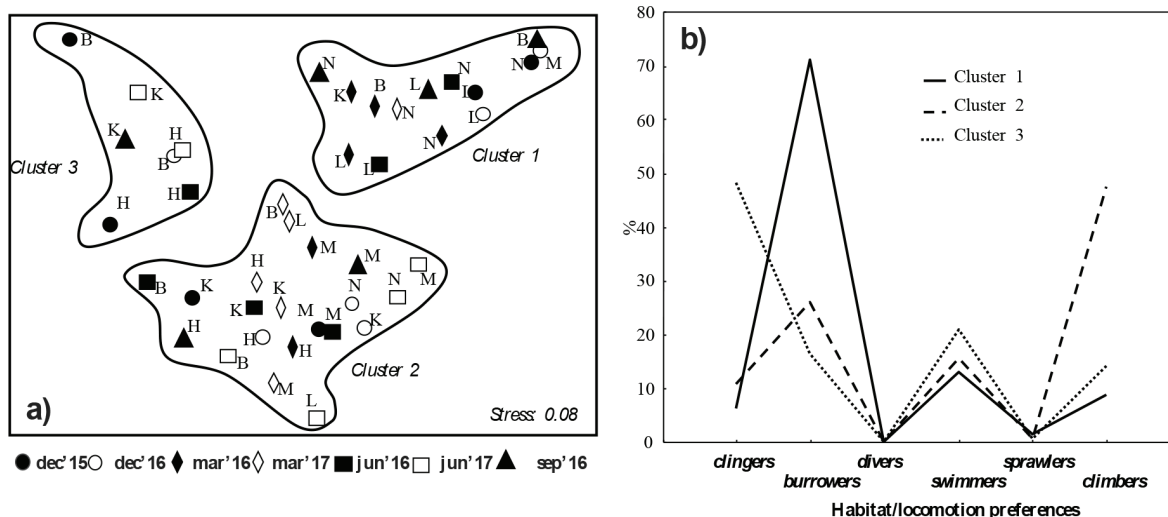 a)
B
K
K
H
B
H
H
Cluster 3
B
N
N
M
N
K
B
L
N
L
L
N
L
L
Cluster 1
B
L
M
H
M
N
M
B
K
K
K
M
M
N
K
H
H
H
B
M
L
Cluster 2
Stress: 0.08
dec'15 dec'16 mar'16 mar'17 jun'16 jun'17 sep'16
b)
80
70
60
50
40
30
20
10
0
%
Cluster 1
Cluster 2
Cluster 3
clingers
burrowers
divers
swimmers
sprawlers
climbers
Habitat/locomotion preferences